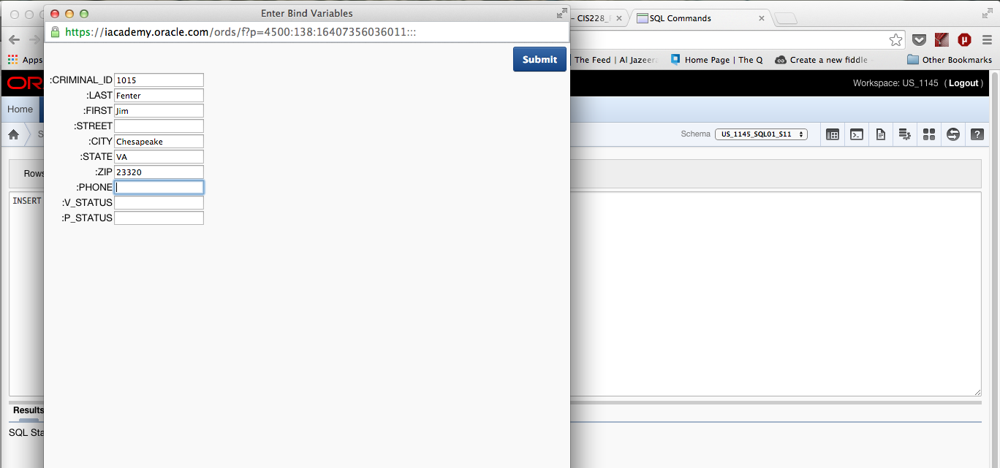 Enter Bind Variables
https://iacademy.oracle.com/ords/f?p=4500:138:16407356036011:::
Submit
:CRIMINAL_ID 1015
:LAST Fenter
:FIRST Jim
:STREET
:CITY Chesapeake
:STATE VA
:ZIP 23320
:PHONE
:V_STATUS
:P_STATUS
– CIS228_ SQL Commands
Apps The Feed | Al Jazeera Home Page | The Q Create a new fiddle Other Bookmarks
OR Workspace: US_1145 ( Logout )
Home
S Schema US_1145_SQL01_S11
Rows
INSERT
Results
SQL Sta